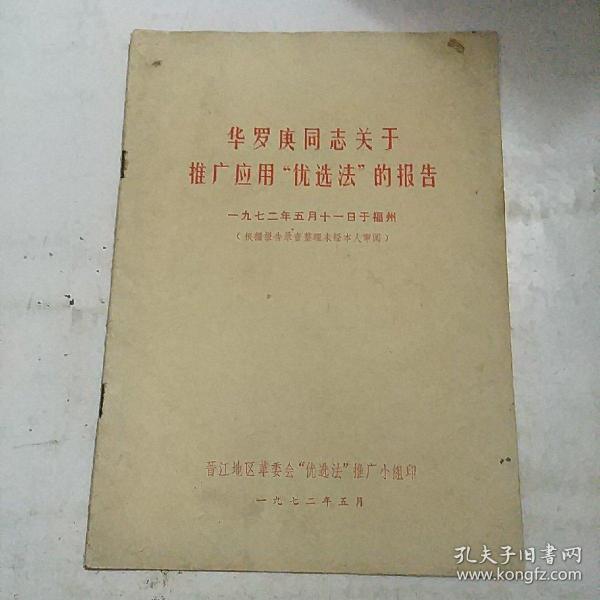 华罗庚同志关于
推广应用“优选法”的报告
一九七二年五月十一日于福州
（根据报告录音整理未经本人审阅）
晋江地区革委会“优选法”推广小组印
一九七二年五月
孔夫子旧书网
www.kongfz.com